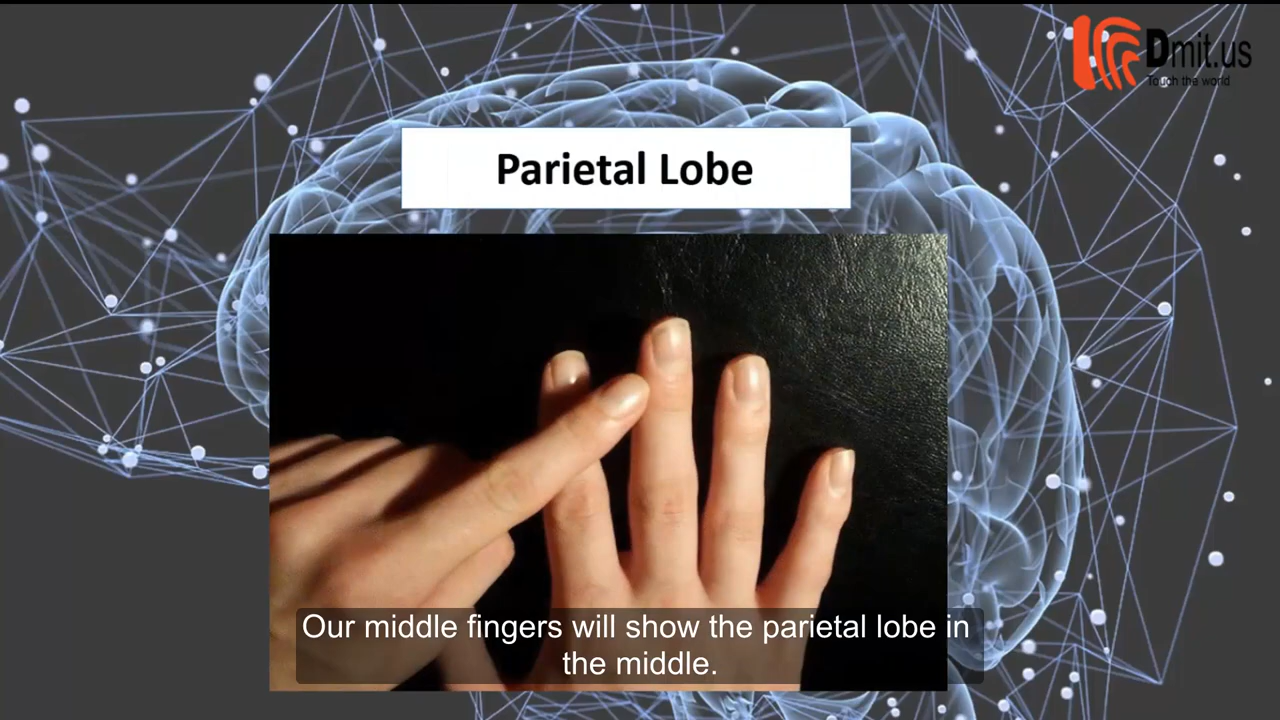 Dmit.us
Touch the world
Parietal Lobe
Our middle fingers will show the parietal lobe in
the middle.